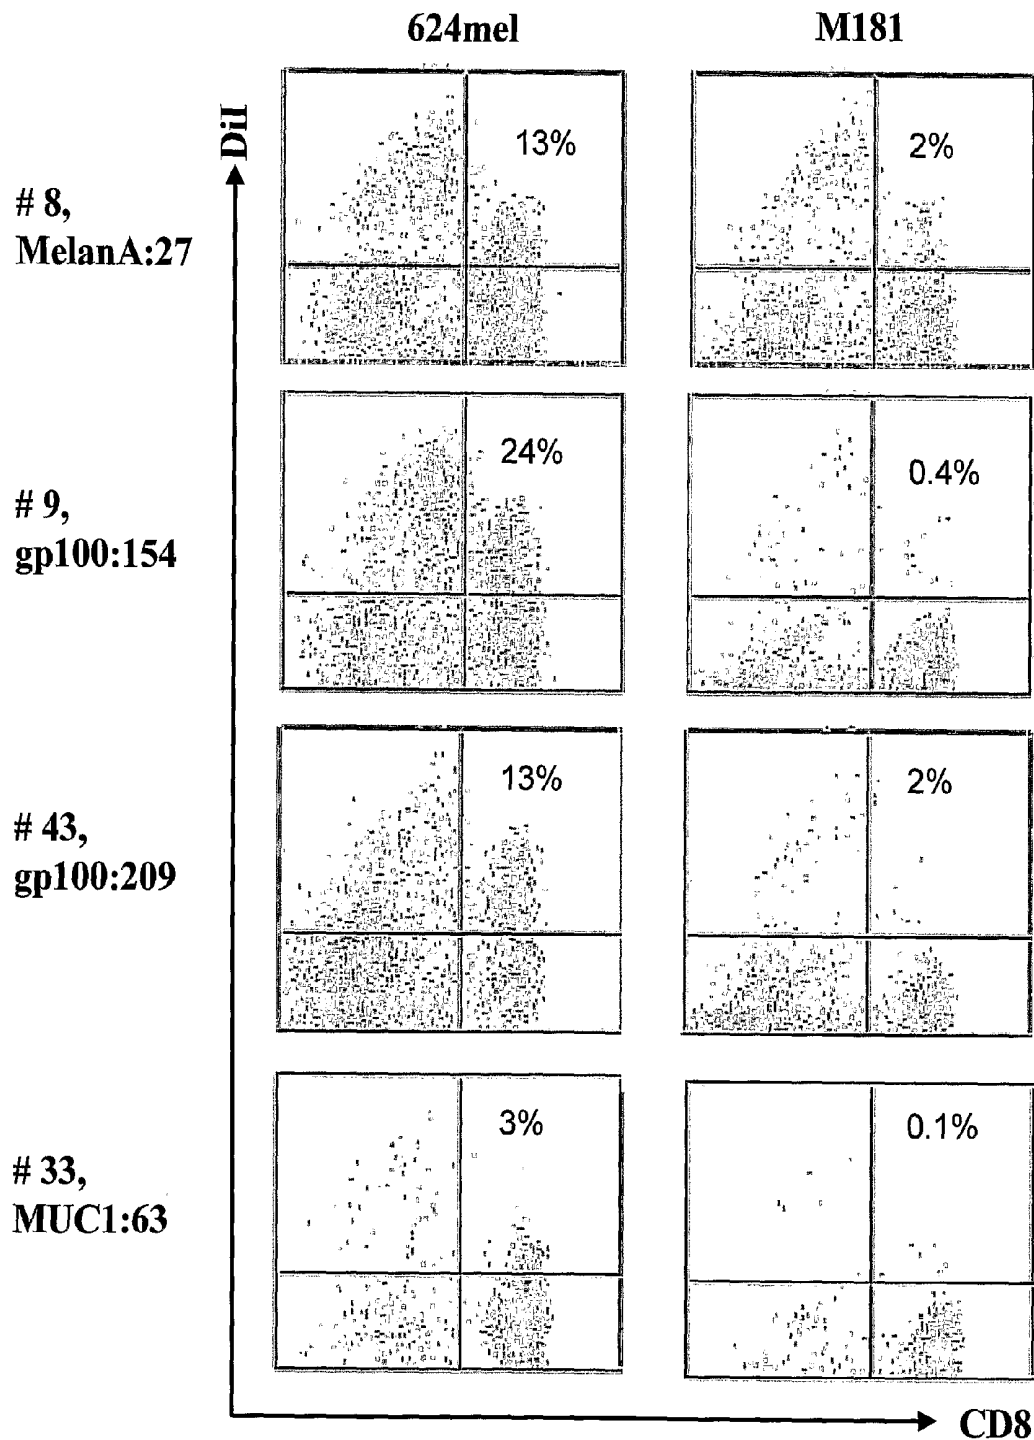 624mel M181
DiI
# 8,
MelanA:27
13% 2%
# 9,
gp100:154
24% 0.4%
# 43,
gp100:209
13% 2%
# 33,
MUC1:63
3% 0.1%
CD8